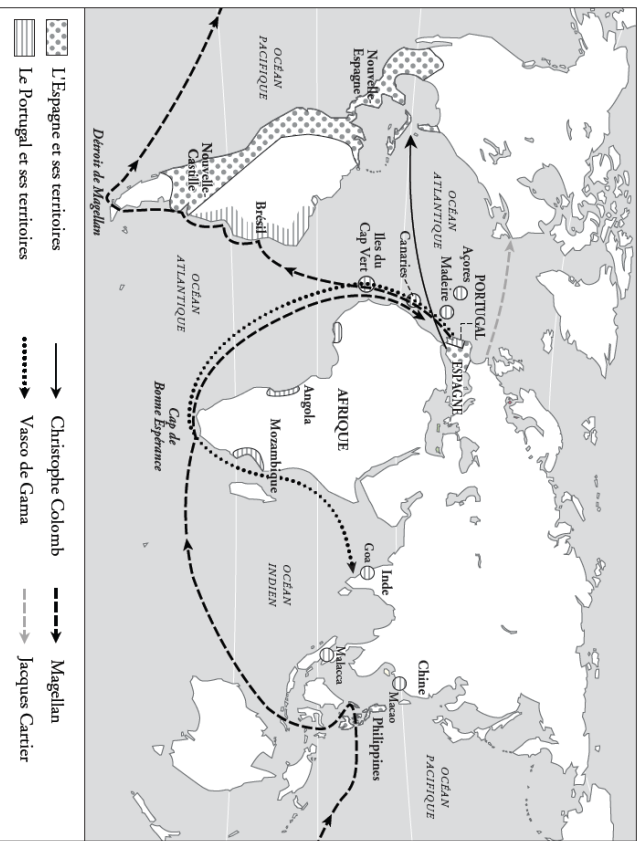 OCÉAN
PACIFIQUE
Nouvelle-
Espagne
OCÉAN
ATLANTIQUE
PORTUGAL
Açores
Madeire
Canaries
Iles du
Cap Vert
ESPAGNE
Nouvelle-
Castille
Brésil
Détroit de Magellan
OCÉAN
ATLANTIQUE
AFRIQUE
Angola
Mozambique
Cap de
Bonne Espérance
OCÉAN
INDIEN
Goa
Inde
Chine
Macao
Malacca
Philippines
OCÉAN
PACIFIQUE
L'Espagne et ses territoires
Le Portugal et ses territoires
Christophe Colomb
Vasco de Gama
Magellan
Jacques Cartier